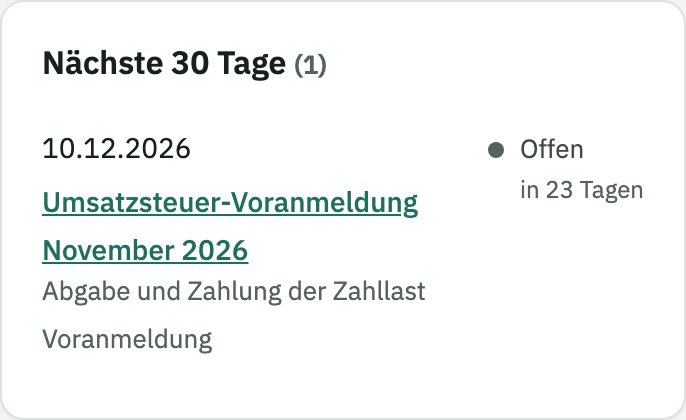 Nächste 30 Tage (1)
10.12.2026
Offen
in 23 Tagen
Umsatzsteuer-Voranmeldung
November 2026
Abgabe und Zahlung der Zahllast
Voranmeldung